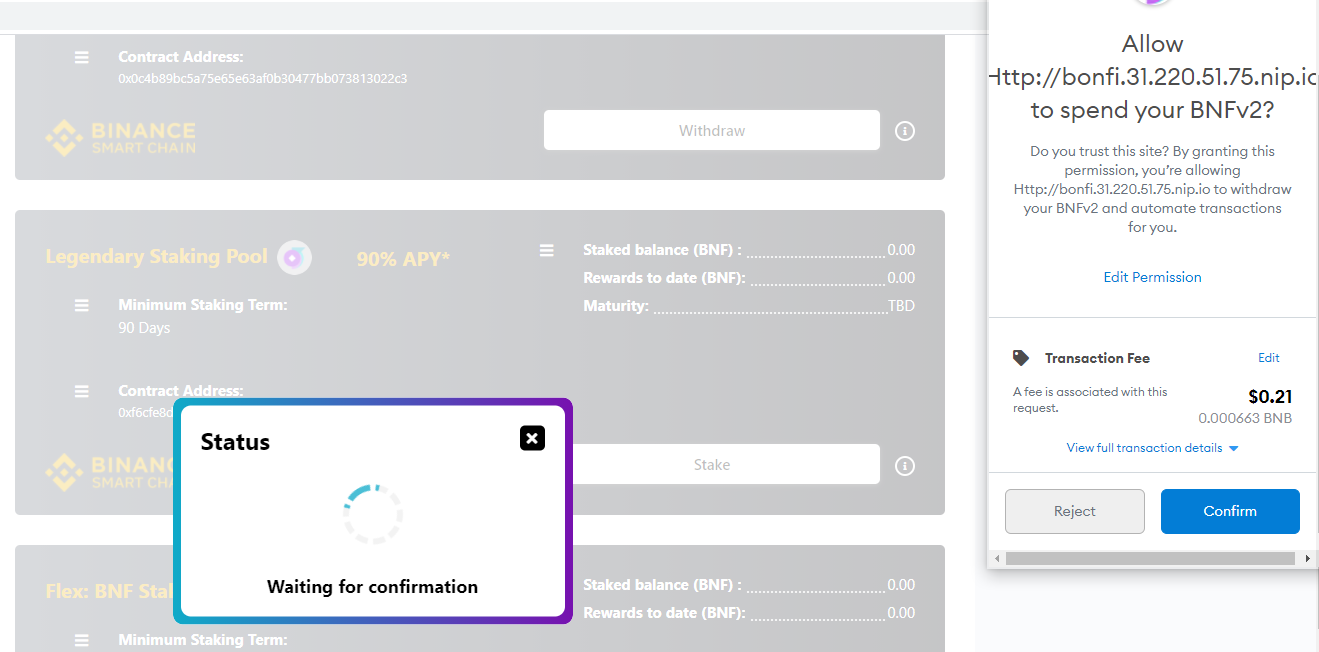 Contract Address:
0x0c4b89bc5a75e65e63af0b30477bb073813022c3
BINANCE
SMART CHAIN
Withdraw
Legendary Staking Pool
90% APY*
Staked balance (BNF) : 0.00
Rewards to date (BNF): 0.00
Maturity: TBD
Minimum Staking Term:
90 Days
Contract Address:
0xf6cfe8d
BINANC
SMART CHA
Stake
Status
Waiting for confirmation
Flex: BNF Stak
Staked balance (BNF) : 0.00
Rewards to date (BNF): 0.00
Minimum Staking Term:
Allow
Http://bonfi.31.220.51.75.nip.io
to spend your BNFv2?
Do you trust this site? By granting this
permission, you’re allowing
Http://bonfi.31.220.51.75.nip.io to withdraw
your BNFv2 and automate transactions
for you.
Edit Permission
Transaction Fee
Edit
A fee is associated with this
request.
$0.21
0.000663 BNB
View full transaction details
Reject
Confirm